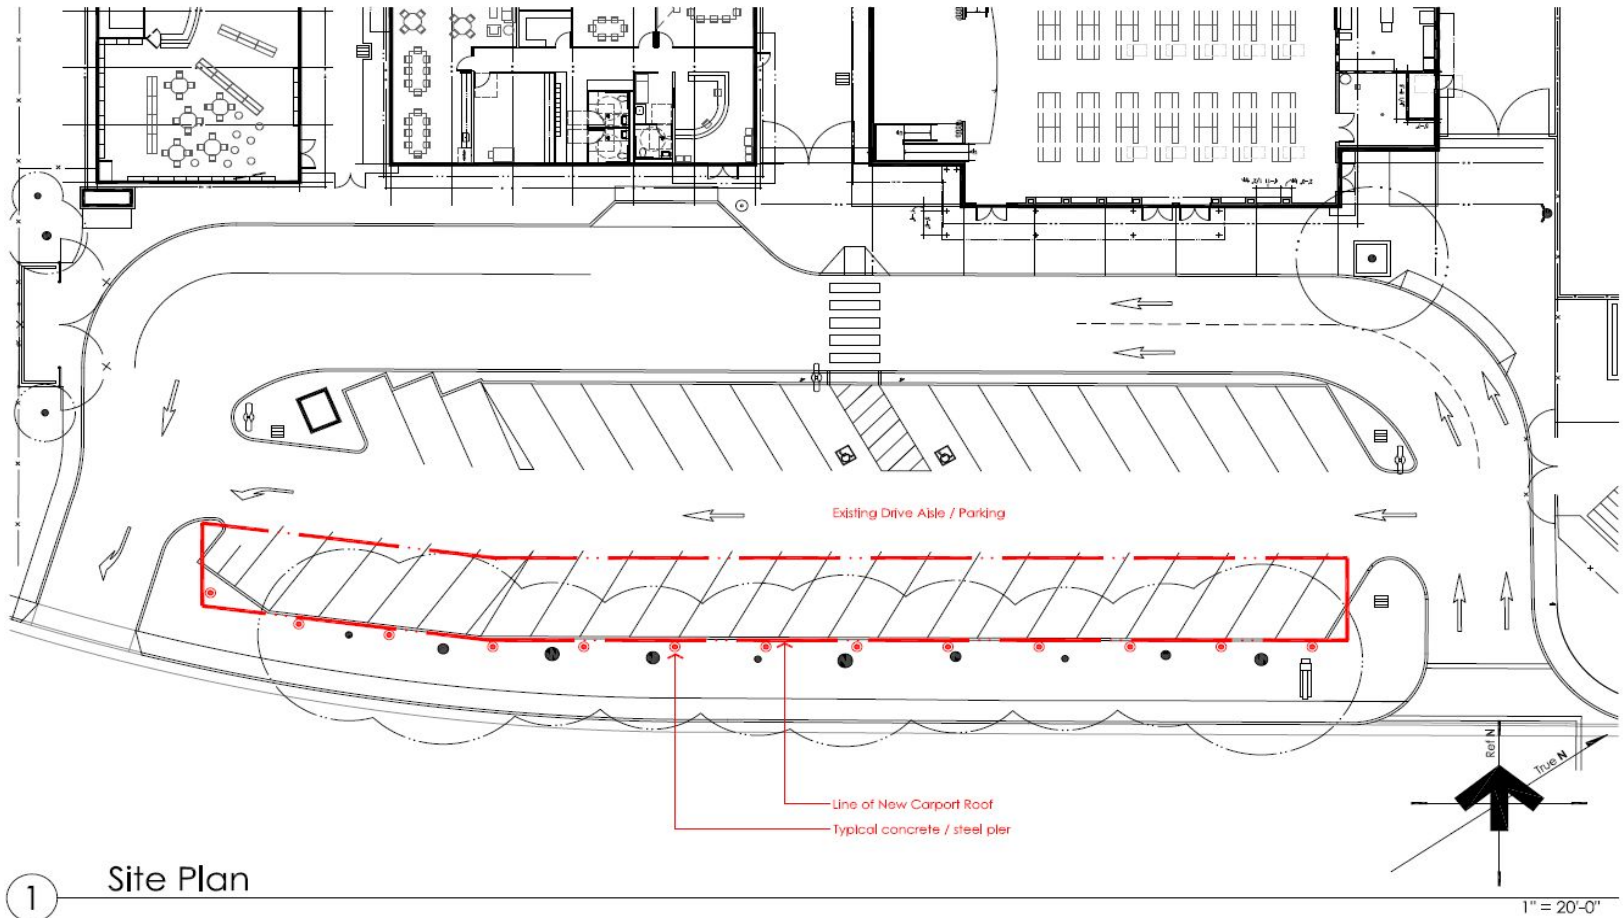 Existing Drive Aisle / Parking
Ref N
True N
Line of New Carport Roof
Typical concrete / steel pier
1
Site Plan
1" = 20'-0"